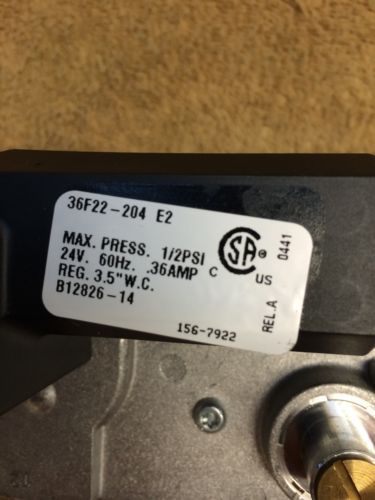 36F22-204 E2
MAX. PRESS. 1/2PSI
24V. 60Hz. .36AMP
REG. 3.5"W.C.
B12826-14
156-7922
C SA ® US
0441
REL.A